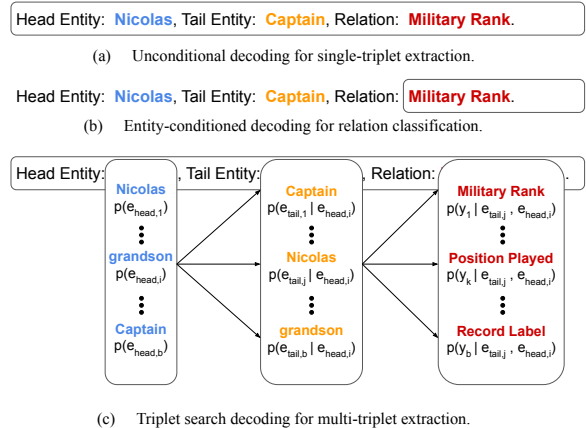 Head Entity: Nicolas, Tail Entity: Captain, Relation: Military Rank.
(a) Unconditional decoding for single-triplet extraction.
Head Entity: Nicolas, Tail Entity: Captain, Relation: Military Rank.
(b) Entity-conditioned decoding for relation classification.
Head Entity: , Tail Entity: , Relation: .
Nicolas Captain Military Rank
p(e_head,1) p(e_tail,1 | e_head,i) p(y_1 | e_tail,j , e_head,i)
grandson Nicolas Position Played
p(e_head,i) p(e_tail,j | e_head,i) p(y_k | e_tail,j , e_head,i)
Captain grandson Record Label
p(e_head,b) p(e_tail,b | e_head,i) p(y_b | e_tail,j , e_head,i)
(c) Triplet search decoding for multi-triplet extraction.